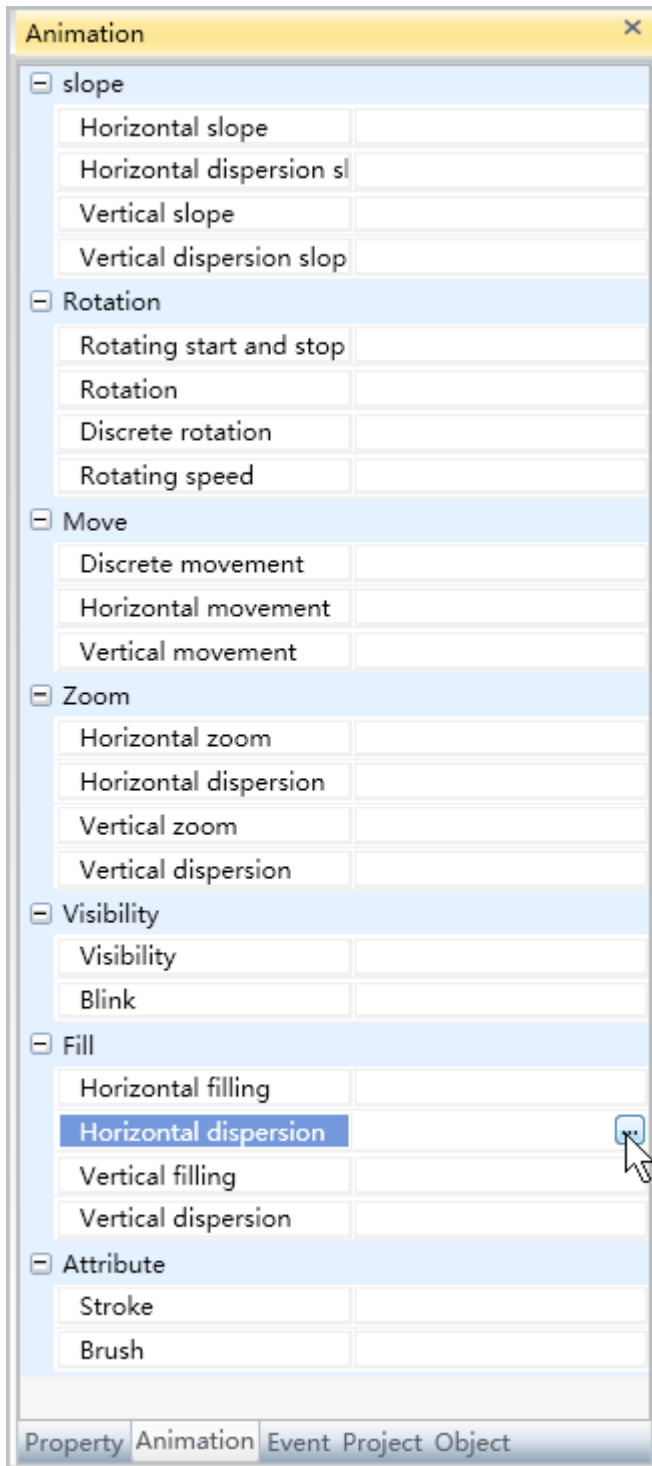 Animation
slope
Horizontal slope
Horizontal dispersion sl
Vertical slope
Vertical dispersion slop
Rotation
Rotating start and stop
Rotation
Discrete rotation
Rotating speed
Move
Discrete movement
Horizontal movement
Vertical movement
Zoom
Horizontal zoom
Horizontal dispersion
Vertical zoom
Vertical dispersion
Visibility
Visibility
Blink
Fill
Horizontal filling
Horizontal dispersion ...
Vertical filling
Vertical dispersion
Attribute
Stroke
Brush
Property Animation Event Project Object